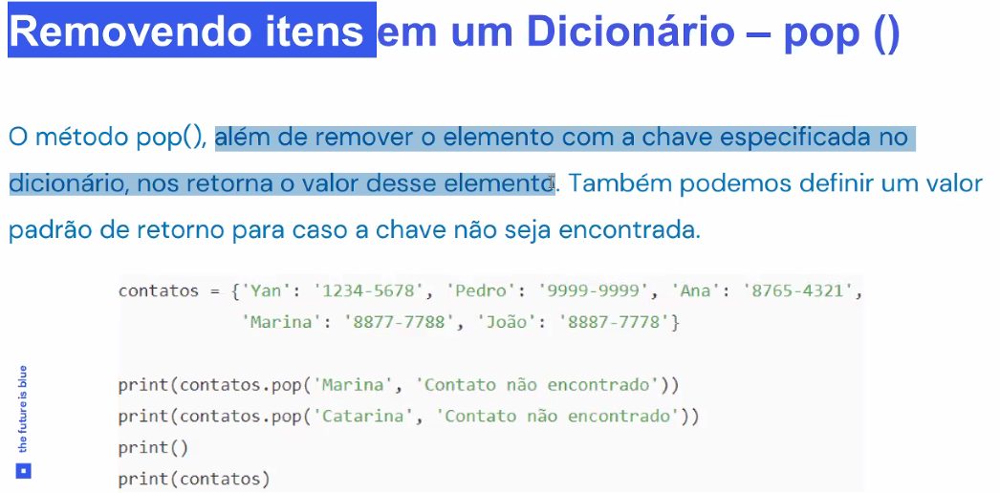 Removendo itens em um Dicionário – pop ()
O método pop(), além de remover o elemento com a chave especificada no
dicionário, nos retorna o valor desse elemento. Também podemos definir um valor
padrão de retorno para caso a chave não seja encontrada.
contatos = {'Yan': '1234-5678', 'Pedro': '9999-9999', 'Ana': '8765-4321',
'Marina': '8877-7788', 'João': '8887-7778'}
print(contatos.pop('Marina', 'Contato não encontrado'))
print(contatos.pop('Catarina', 'Contato não encontrado'))
print()
print(contatos)
the future is blue